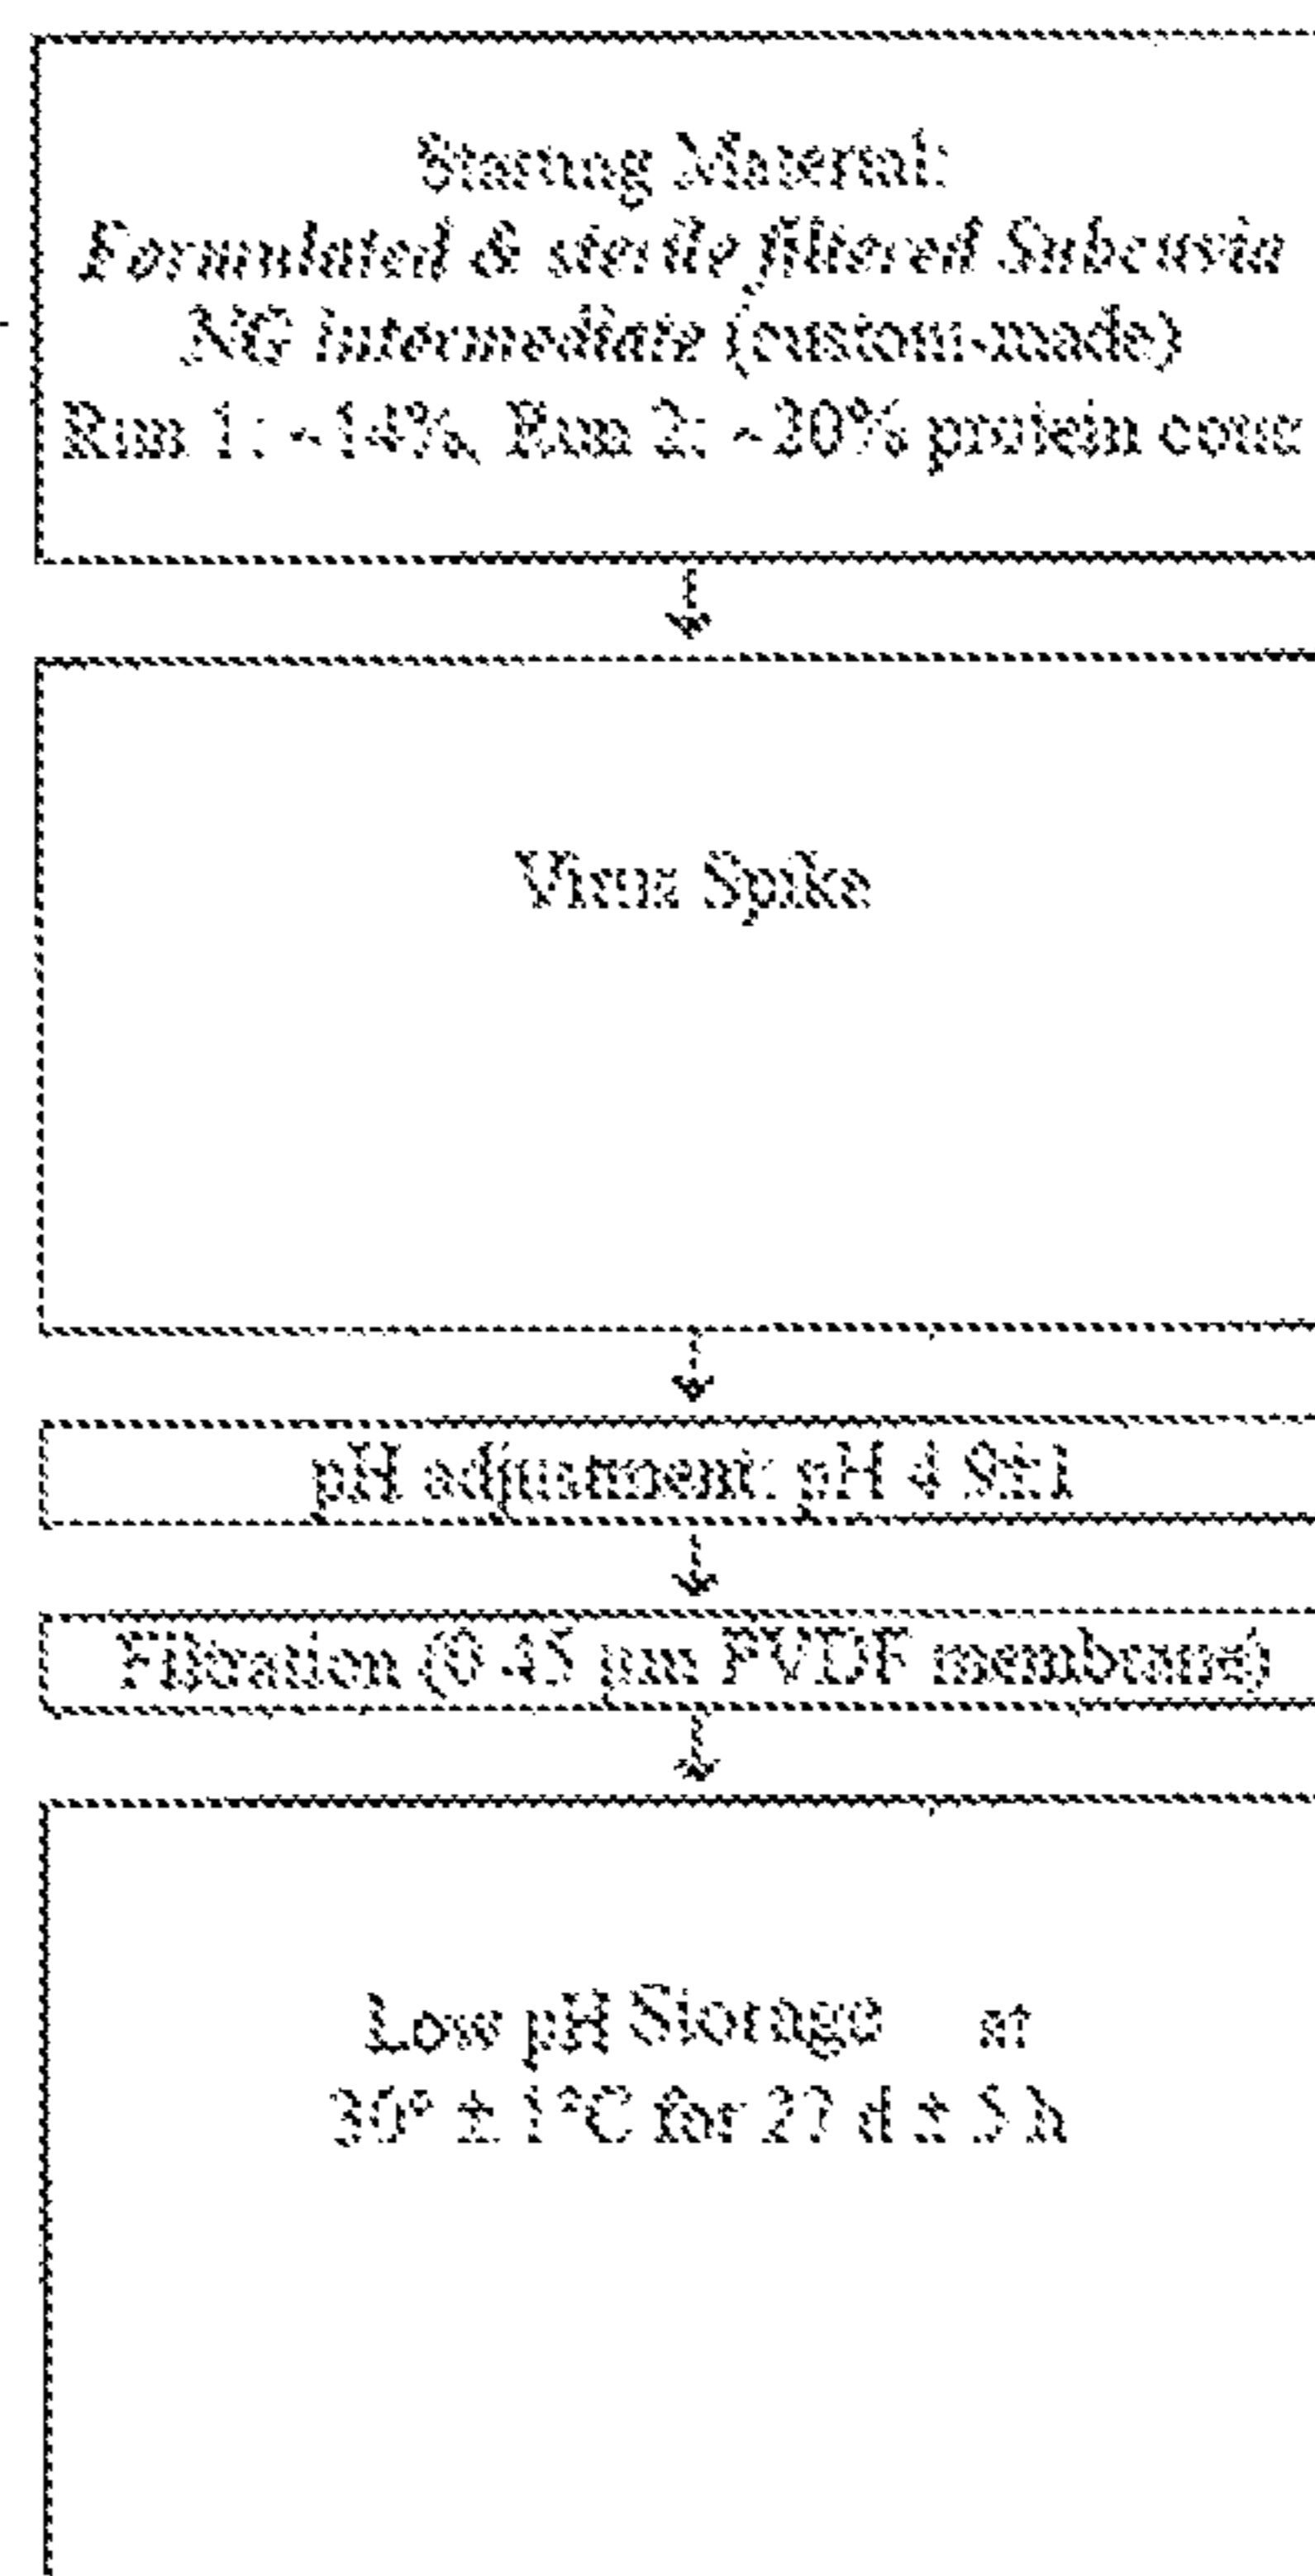 Starting Material:
Formulated & sterile filtered Subcuvia
NG intermediate (custom-made)
Run 1: ~14%, Run 2: ~20% protein conc
Virus Spike
pH adjustment: pH 4.9±1
Filtration (0.45 µm PVDF membrane)
Low pH Storage at
± 1°C for d ± 5 h